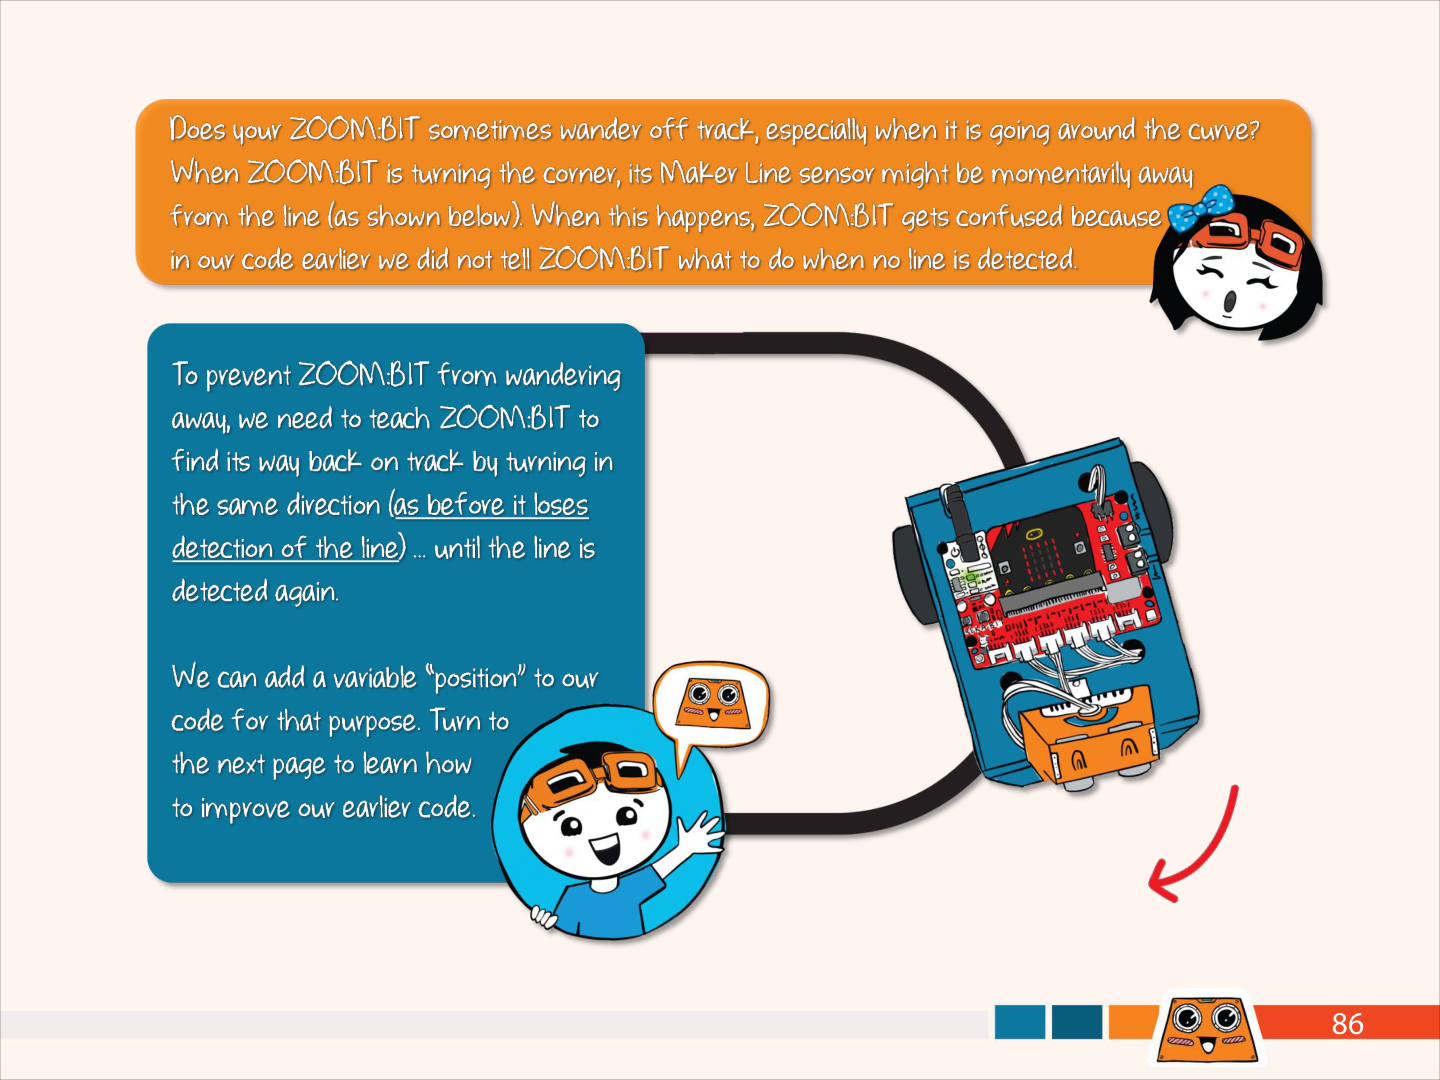 Does your ZOOM:BIT sometimes wander off track, especially when it is going around the curve?
When ZOOM:BIT is turning the corner, its Maker Line sensor might be momentarily away
from the line (as shown below). When this happens, ZOOM:BIT gets confused because
in our code earlier we did not tell ZOOM:BIT what to do when no line is detected.
To prevent ZOOM:BIT from wandering
away, we need to teach ZOOM:BIT to
find its way back on track by turning in
the same direction (as before it loses
detection of the line) ... until the line is
detected again.
We can add a variable “position” to our
code for that purpose. Turn to
the next page to learn how
to improve our earlier code.
86